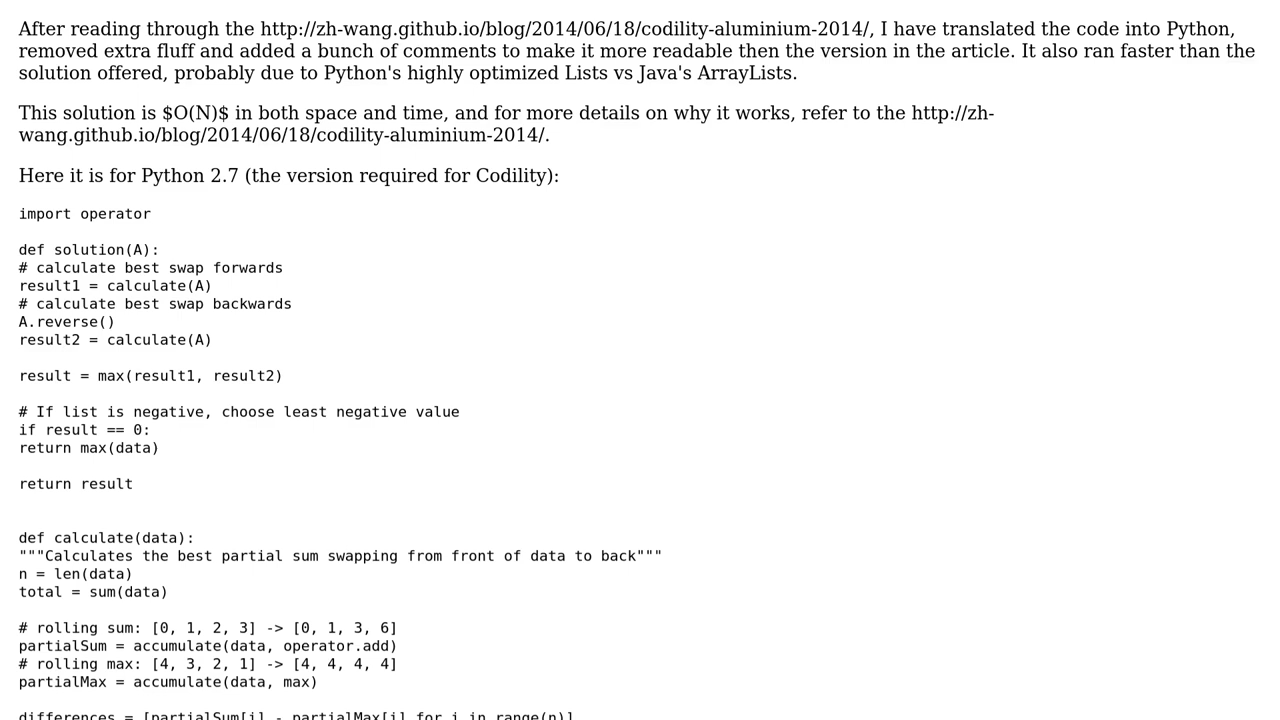 After reading through the http://zh-wang.github.io/blog/2014/06/18/codility-aluminium-2014/, I have translated the code into Python,
removed extra fluff and added a bunch of comments to make it more readable then the version in the article. It also ran faster than the
solution offered, probably due to Python's highly optimized Lists vs Java's ArrayLists.
This solution is $O(N)$ in both space and time, and for more details on why it works, refer to the http://zh-
wang.github.io/blog/2014/06/18/codility-aluminium-2014/.
Here it is for Python 2.7 (the version required for Codility):
import operator
def solution(A):
# calculate best swap forwards
result1 = calculate(A)
# calculate best swap backwards
A.reverse()
result2 = calculate(A)
result = max(result1, result2)
# If list is negative, choose least negative value
if result == 0:
return max(data)
return result
def calculate(data):
"""Calculates the best partial sum swapping from front of data to back"""
n = len(data)
total = sum(data)
# rolling sum: [0, 1, 2, 3] -> [0, 1, 3, 6]
partialSum = accumulate(data, operator.add)
# rolling max: [4, 3, 2, 1] -> [4, 4, 4, 4]
partialMax = accumulate(data, max)
differences = [partialSum[i] - partialMax[i] for i in range(n)]